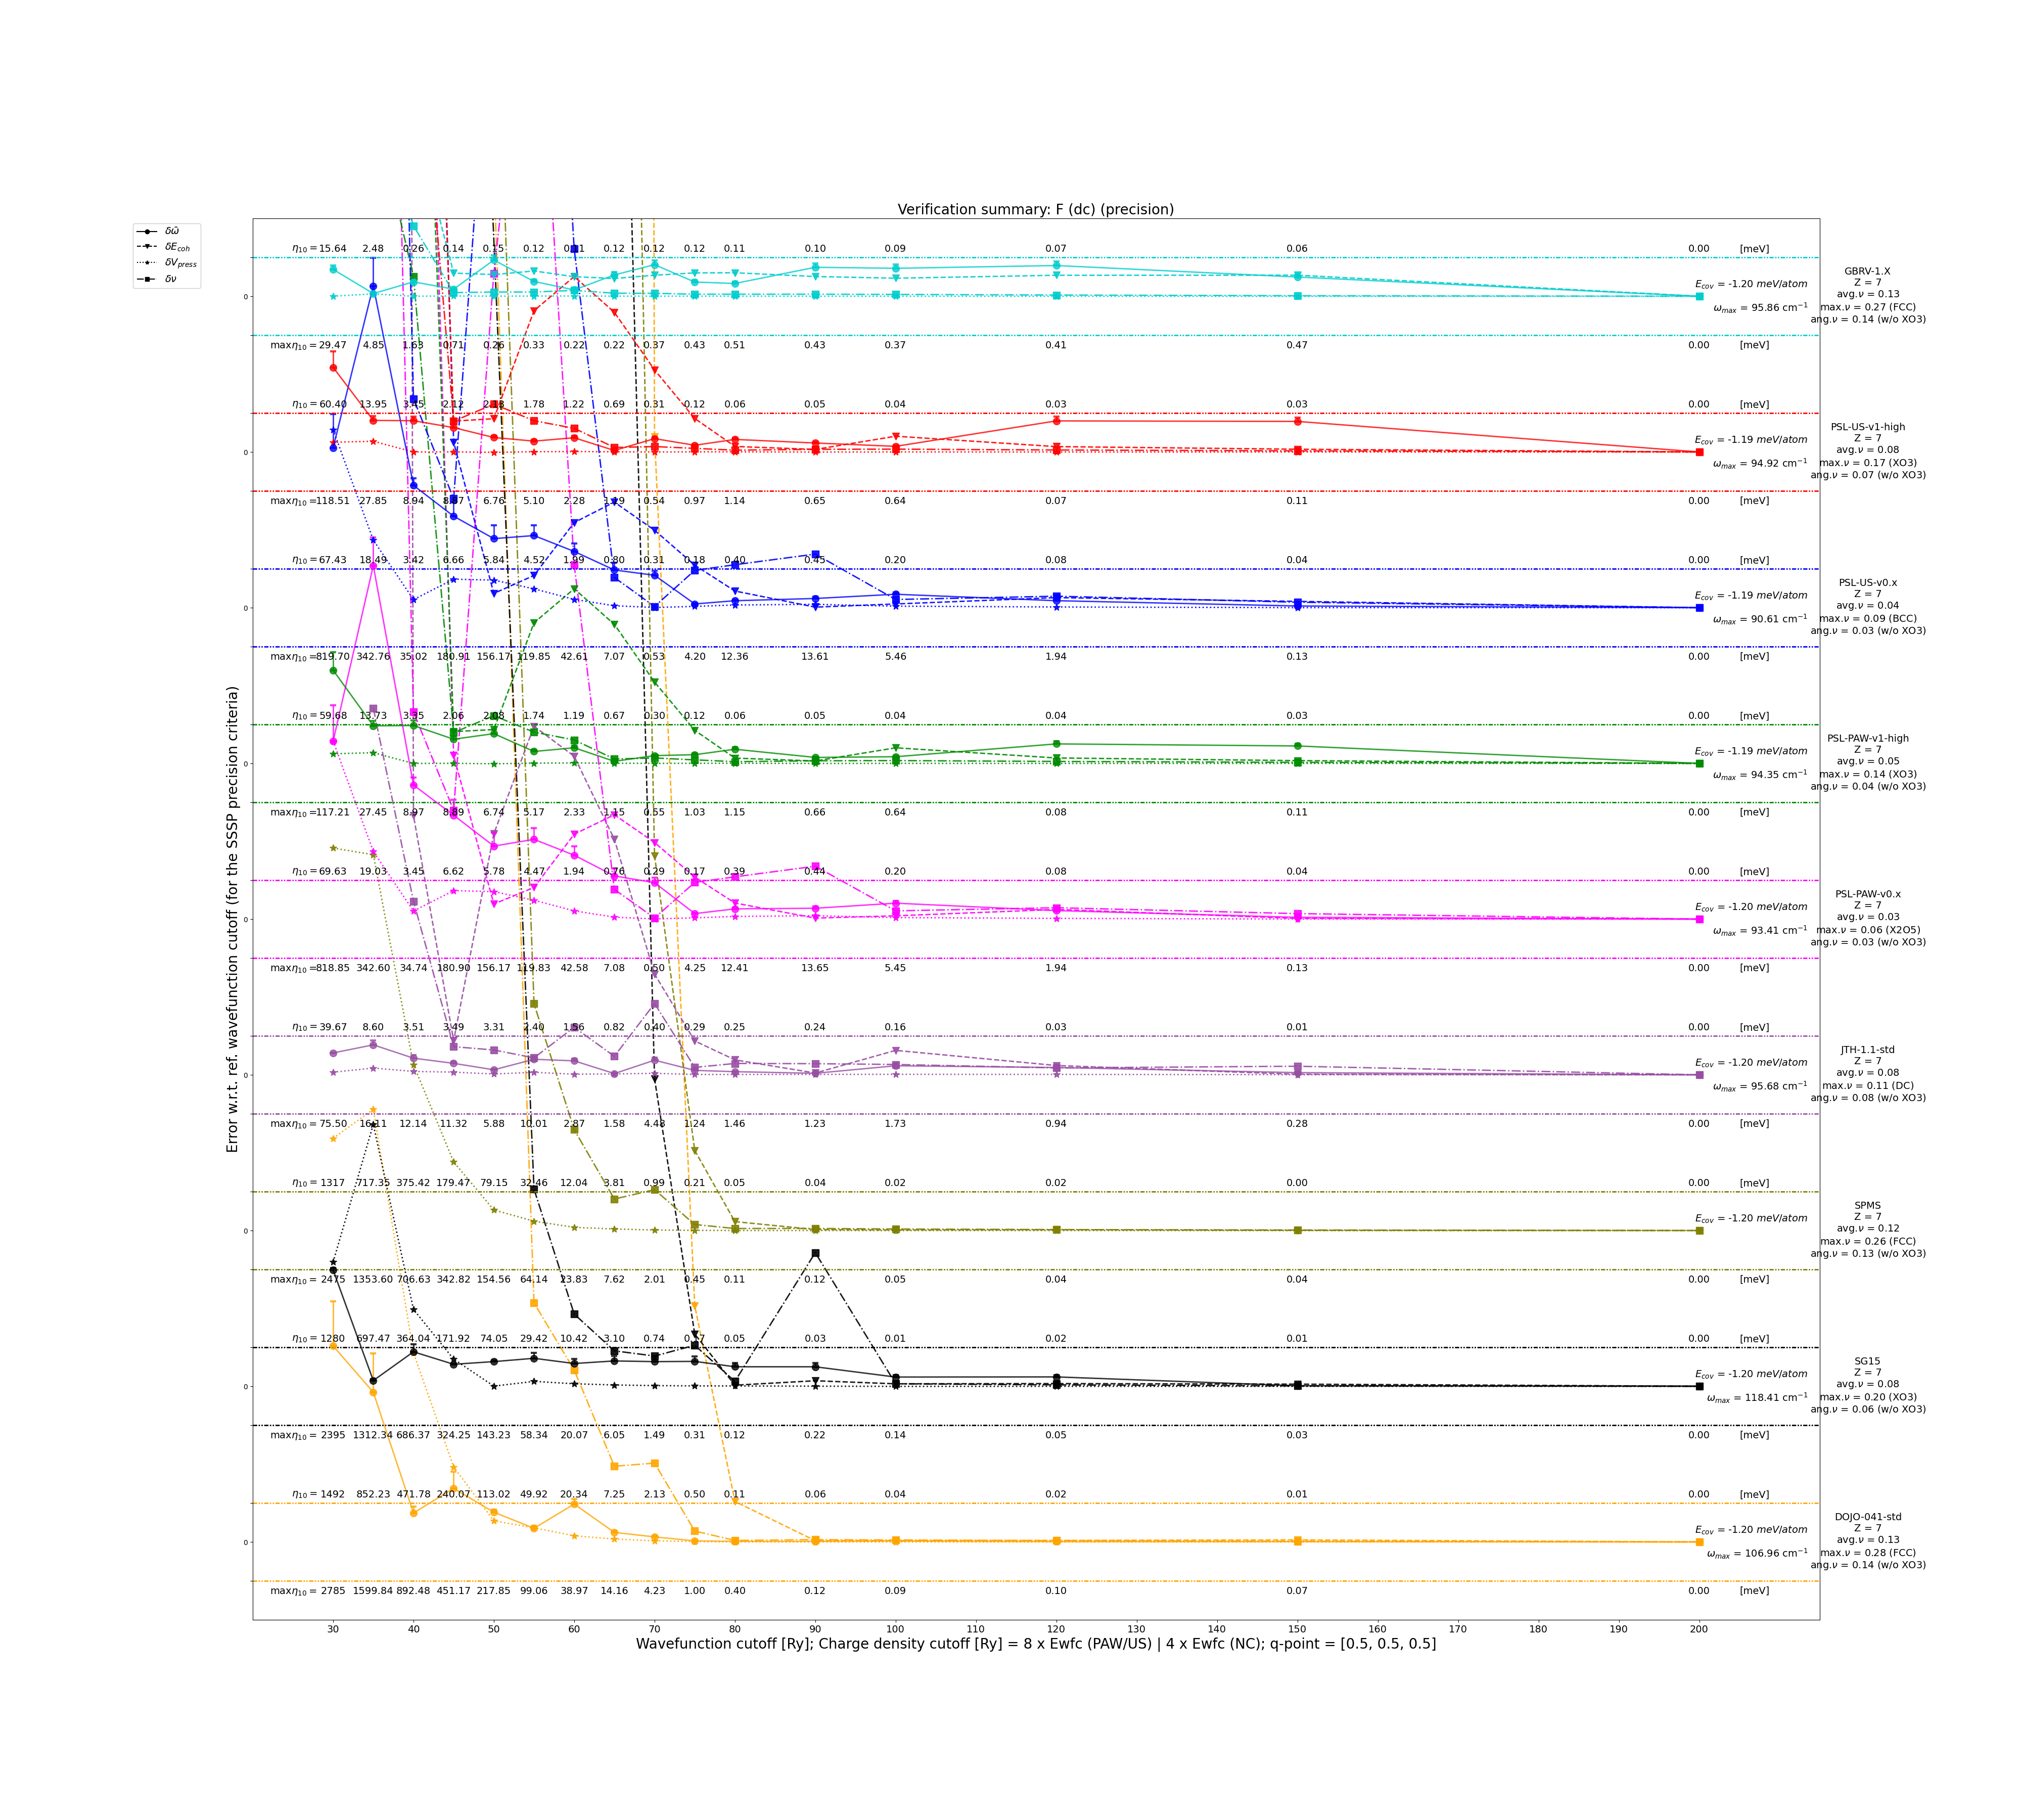 Verification summary: F (dc) (precision)
δω̄
δE_coh
δV_press
δν
Error w.r.t. ref. wavefunction cutoff (for the SSSP precision criteria)
η₁₀ = 15.64 2.48 0.26 0.14 0.15 0.12 0.12 0.12 0.12 0.11 0.10 0.09 0.07 0.06 0.00 [meV]
0
E_cov = -1.20 meV/atom
ω_max = 95.86 cm⁻¹
GBRV-1.X
Z = 7
avg.ν = 0.13
max.ν = 0.27 (FCC)
ang.ν = 0.14 (w/o XO3)
maxη₁₀ = 29.47 4.85 1.63 0.71 0.26 0.33 0.22 0.22 0.37 0.43 0.51 0.43 0.37 0.41 0.47 0.00 [meV]
η₁₀ = 60.40 13.95 3.45 2.12 2.13 1.78 1.22 0.69 0.31 0.12 0.06 0.05 0.04 0.03 0.03 0.00 [meV]
0
E_cov = -1.19 meV/atom
ω_max = 94.92 cm⁻¹
PSL-US-v1-high
Z = 7
avg.ν = 0.08
max.ν = 0.17 (XO3)
ang.ν = 0.07 (w/o XO3)
maxη₁₀ = 118.51 27.85 8.94 6.76 5.10 2.28 0.54 0.97 1.14 0.65 0.64 0.07 0.11 0.00 [meV]
η₁₀ = 67.43 18.49 3.42 6.66 5.84 4.52 1.99 0.80 0.31 0.18 0.40 0.45 0.20 0.08 0.04 0.00 [meV]
0
E_cov = -1.19 meV/atom
ω_max = 90.61 cm⁻¹
PSL-US-v0.x
Z = 7
avg.ν = 0.04
max.ν = 0.09 (BCC)
ang.ν = 0.03 (w/o XO3)
maxη₁₀ = 819.70 342.76 35.02 180.91 156.17 119.85 42.61 7.07 0.53 4.20 12.36 13.61 5.46 1.94 0.13 0.00 [meV]
η₁₀ = 59.68 13.73 3.35 2.06 2.08 1.74 1.19 0.67 0.30 0.12 0.06 0.05 0.04 0.04 0.03 0.00 [meV]
0
E_cov = -1.19 meV/atom
ω_max = 94.35 cm⁻¹
PSL-PAW-v1-high
Z = 7
avg.ν = 0.05
max.ν = 0.14 (XO3)
ang.ν = 0.04 (w/o XO3)
maxη₁₀ = 117.21 27.45 8.97 8.89 6.74 5.17 2.33 1.15 0.55 1.03 1.15 0.66 0.64 0.08 0.11 0.00 [meV]
η₁₀ = 69.63 19.03 3.45 6.62 5.78 4.47 1.94 0.76 0.29 0.17 0.39 0.44 0.20 0.08 0.04 0.00 [meV]
0
E_cov = -1.20 meV/atom
ω_max = 93.41 cm⁻¹
PSL-PAW-v0.x
Z = 7
avg.ν = 0.03
max.ν = 0.06 (X2O5)
ang.ν = 0.03 (w/o XO3)
maxη₁₀ = 818.85 342.60 34.74 180.90 156.17 119.83 42.58 7.08 0.50 4.25 12.41 13.65 5.45 1.94 0.13 0.00 [meV]
η₁₀ = 39.67 8.60 3.51 3.49 3.31 2.40 1.56 0.82 0.40 0.29 0.25 0.24 0.16 0.03 0.01 0.00 [meV]
0
E_cov = -1.20 meV/atom
ω_max = 95.68 cm⁻¹
JTH-1.1-std
Z = 7
avg.ν = 0.08
max.ν = 0.11 (DC)
ang.ν = 0.08 (w/o XO3)
maxη₁₀ = 75.50 16.11 12.14 11.32 5.88 10.01 2.87 1.58 4.43 1.24 1.46 1.23 1.73 0.94 0.28 0.00 [meV]
η₁₀ = 1317 717.35 375.42 179.47 79.15 32.46 12.04 3.81 0.99 0.21 0.05 0.04 0.02 0.02 0.00 0.00 [meV]
0
E_cov = -1.20 meV/atom
SPMS
Z = 7
avg.ν = 0.12
max.ν = 0.26 (FCC)
ang.ν = 0.13 (w/o XO3)
maxη₁₀ = 2475 1353.60 706.63 342.82 154.56 64.14 23.83 7.62 2.01 0.45 0.11 0.12 0.05 0.04 0.04 0.00 [meV]
η₁₀ = 1280 697.47 364.04 171.92 74.05 29.42 10.42 3.10 0.74 0.05 0.03 0.01 0.02 0.01 0.00 [meV]
0
E_cov = -1.20 meV/atom
ω_max = 118.41 cm⁻¹
SG15
Z = 7
avg.ν = 0.08
max.ν = 0.20 (XO3)
ang.ν = 0.06 (w/o XO3)
maxη₁₀ = 2395 1312.34 686.37 324.25 143.23 58.34 20.07 6.05 1.49 0.31 0.12 0.22 0.14 0.05 0.03 0.00 [meV]
η₁₀ = 1492 852.23 471.78 240.07 113.02 49.92 20.34 7.25 2.13 0.50 0.11 0.06 0.04 0.02 0.01 0.00 [meV]
0
E_cov = -1.20 meV/atom
ω_max = 106.96 cm⁻¹
DOJO-041-std
Z = 7
avg.ν = 0.13
max.ν = 0.28 (FCC)
ang.ν = 0.14 (w/o XO3)
maxη₁₀ = 2785 1599.84 892.48 451.17 217.85 99.06 38.97 14.16 4.23 1.00 0.40 0.12 0.09 0.10 0.07 0.00 [meV]
30 40 50 60 70 80 90 100 110 120 130 140 150 160 170 180 190 200
Wavefunction cutoff [Ry]; Charge density cutoff [Ry] = 8 x Ewfc (PAW/US) | 4 x Ewfc (NC); q-point = [0.5, 0.5, 0.5]